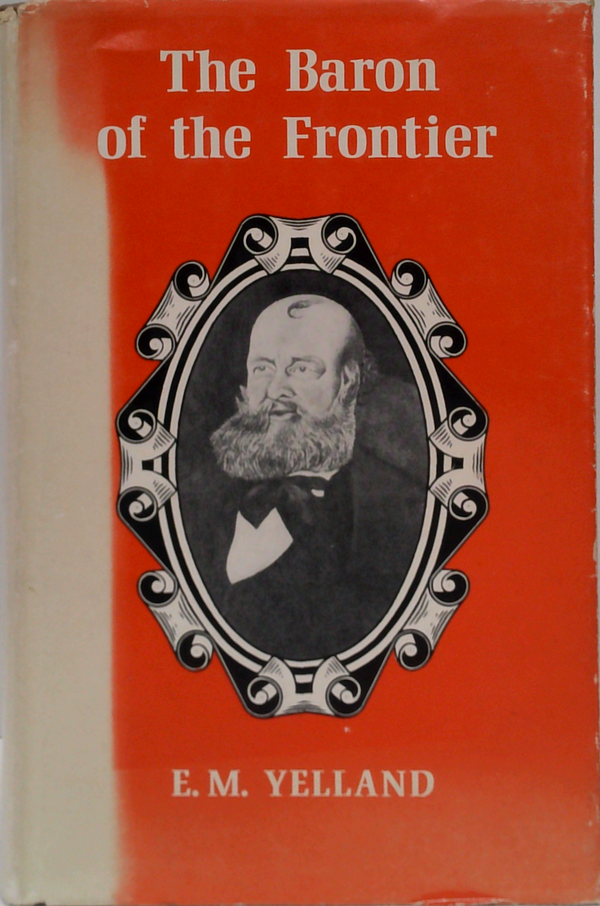 The Baron
of the Frontier
E. M. YELLAND